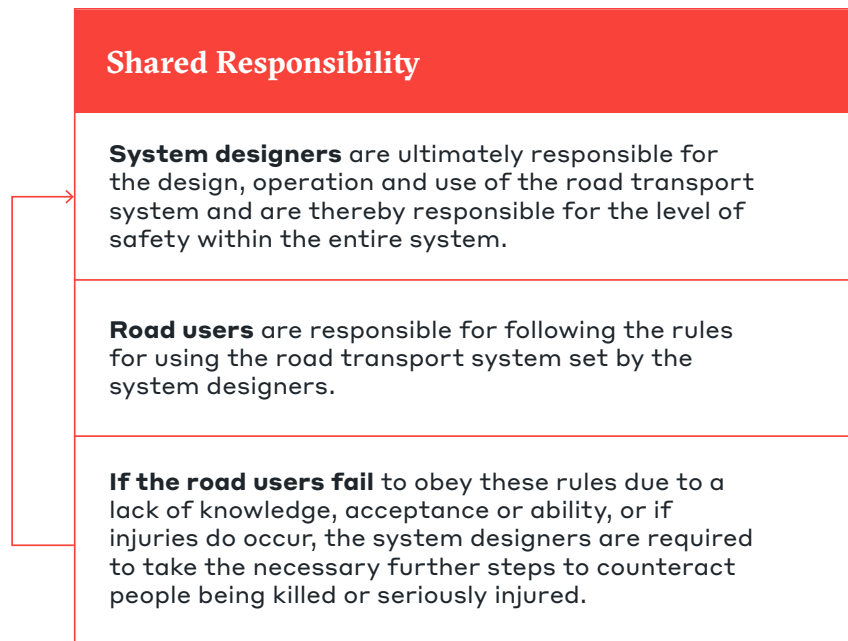 Shared Responsibility
System designers are ultimately responsible for
the design, operation and use of the road transport
system and are thereby responsible for the level of
safety within the entire system.
Road users are responsible for following the rules
for using the road transport system set by the
system designers.
If the road users fail to obey these rules due to a
lack of knowledge, acceptance or ability, or if
injuries do occur, the system designers are required
to take the necessary further steps to counteract
people being killed or seriously injured.